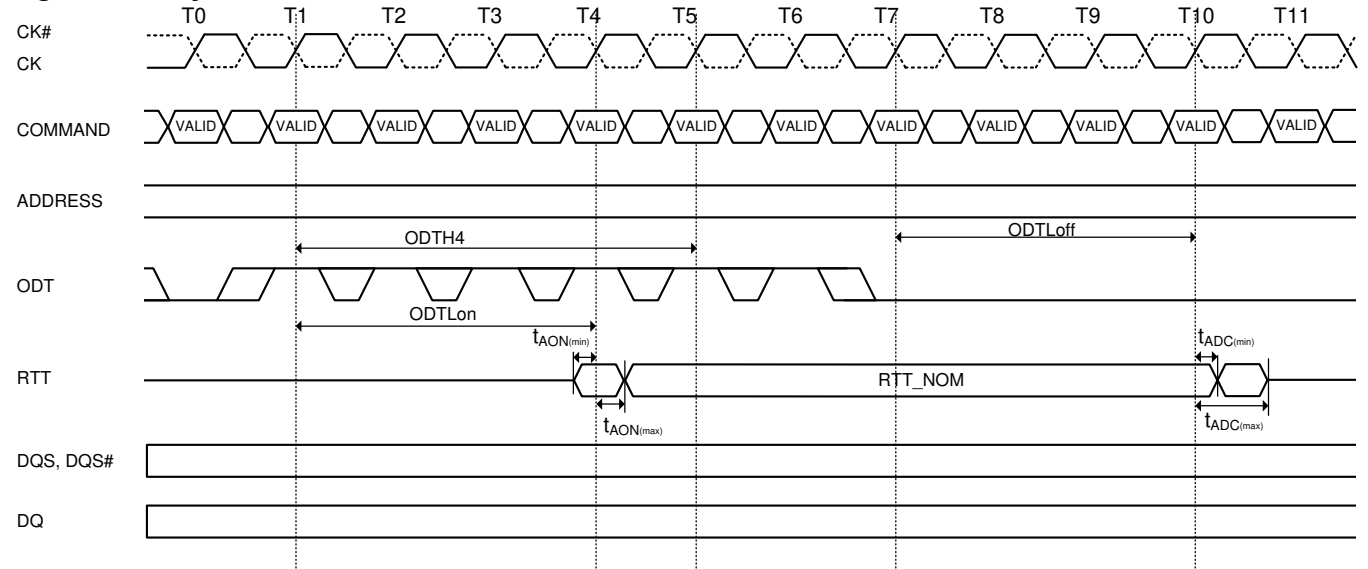 T0 T1 T2 T3 T4 T5 T6 T7 T8 T9 T10 T11
CK#
CK
COMMAND VALID VALID VALID VALID VALID VALID VALID VALID VALID VALID VALID VALID
ADDRESS
ODTH4 ODTLoff
ODT
ODTLon
tAON(min) tADC(min)
RTT RTT_NOM
tAON(max) tADC(max)
DQS, DQS#
DQ